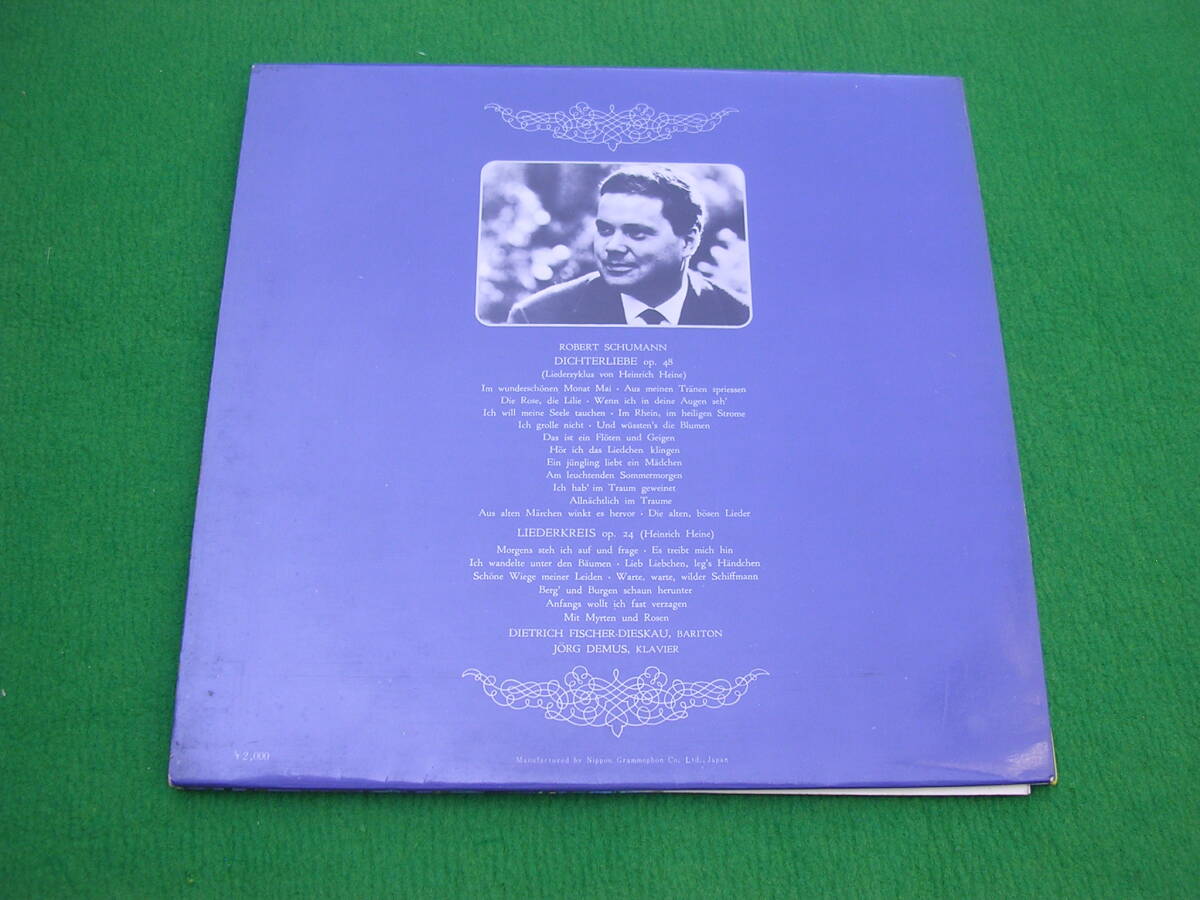 ROBERT SCHUMANN
DICHTERLIEBE op. 48
(Liederzyklus von Heinrich Heine)
Im wunderschönen Monat Mai · Aus meinen Tränen spriessen
Die Rose, die Lilie · Wenn ich in deine Augen seh'
Ich will meine Seele tauchen · Im Rhein, im heiligen Strome
Ich grolle nicht · Und wüssten's die Blumen
Das ist ein Flöten und Geigen
Hör ich das Liedchen klingen
Ein jüngling liebt ein Mädchen
Am leuchtenden Sommermorgen
Ich hab' im Traum geweinet
Allnächtlich im Traume
Aus alten Märchen winkt es hervor · Die alten, bösen Lieder
LIEDERKREIS op. 24 (Heinrich Heine)
Morgens steh ich auf und frage · Es treibt mich hin
Ich wandelte unter den Bäumen · Lieb Liebchen, leg's Händchen
Schöne Wiege meiner Leiden · Warte, warte, wilder Schiffmann
Berg' und Burgen schaun herunter
Anfangs wollt ich fast verzagen
Mit Myrten und Rosen
DIETRICH FISCHER-DIESKAU, BARITON
JÖRG DEMUS, KLAVIER
¥2,000
Manufactured by Nippon Grammophon Co. Ltd., Japan